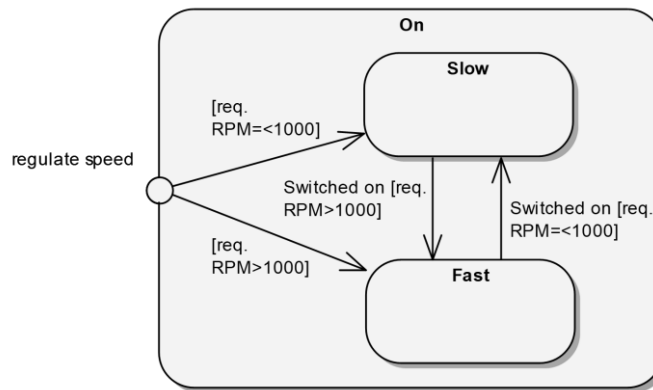 On
Slow
[req.
RPM=<1000]
regulate speed
Switched on [req.
RPM>1000]
Switched on [req.
RPM=<1000]
[req.
RPM>1000]
Fast